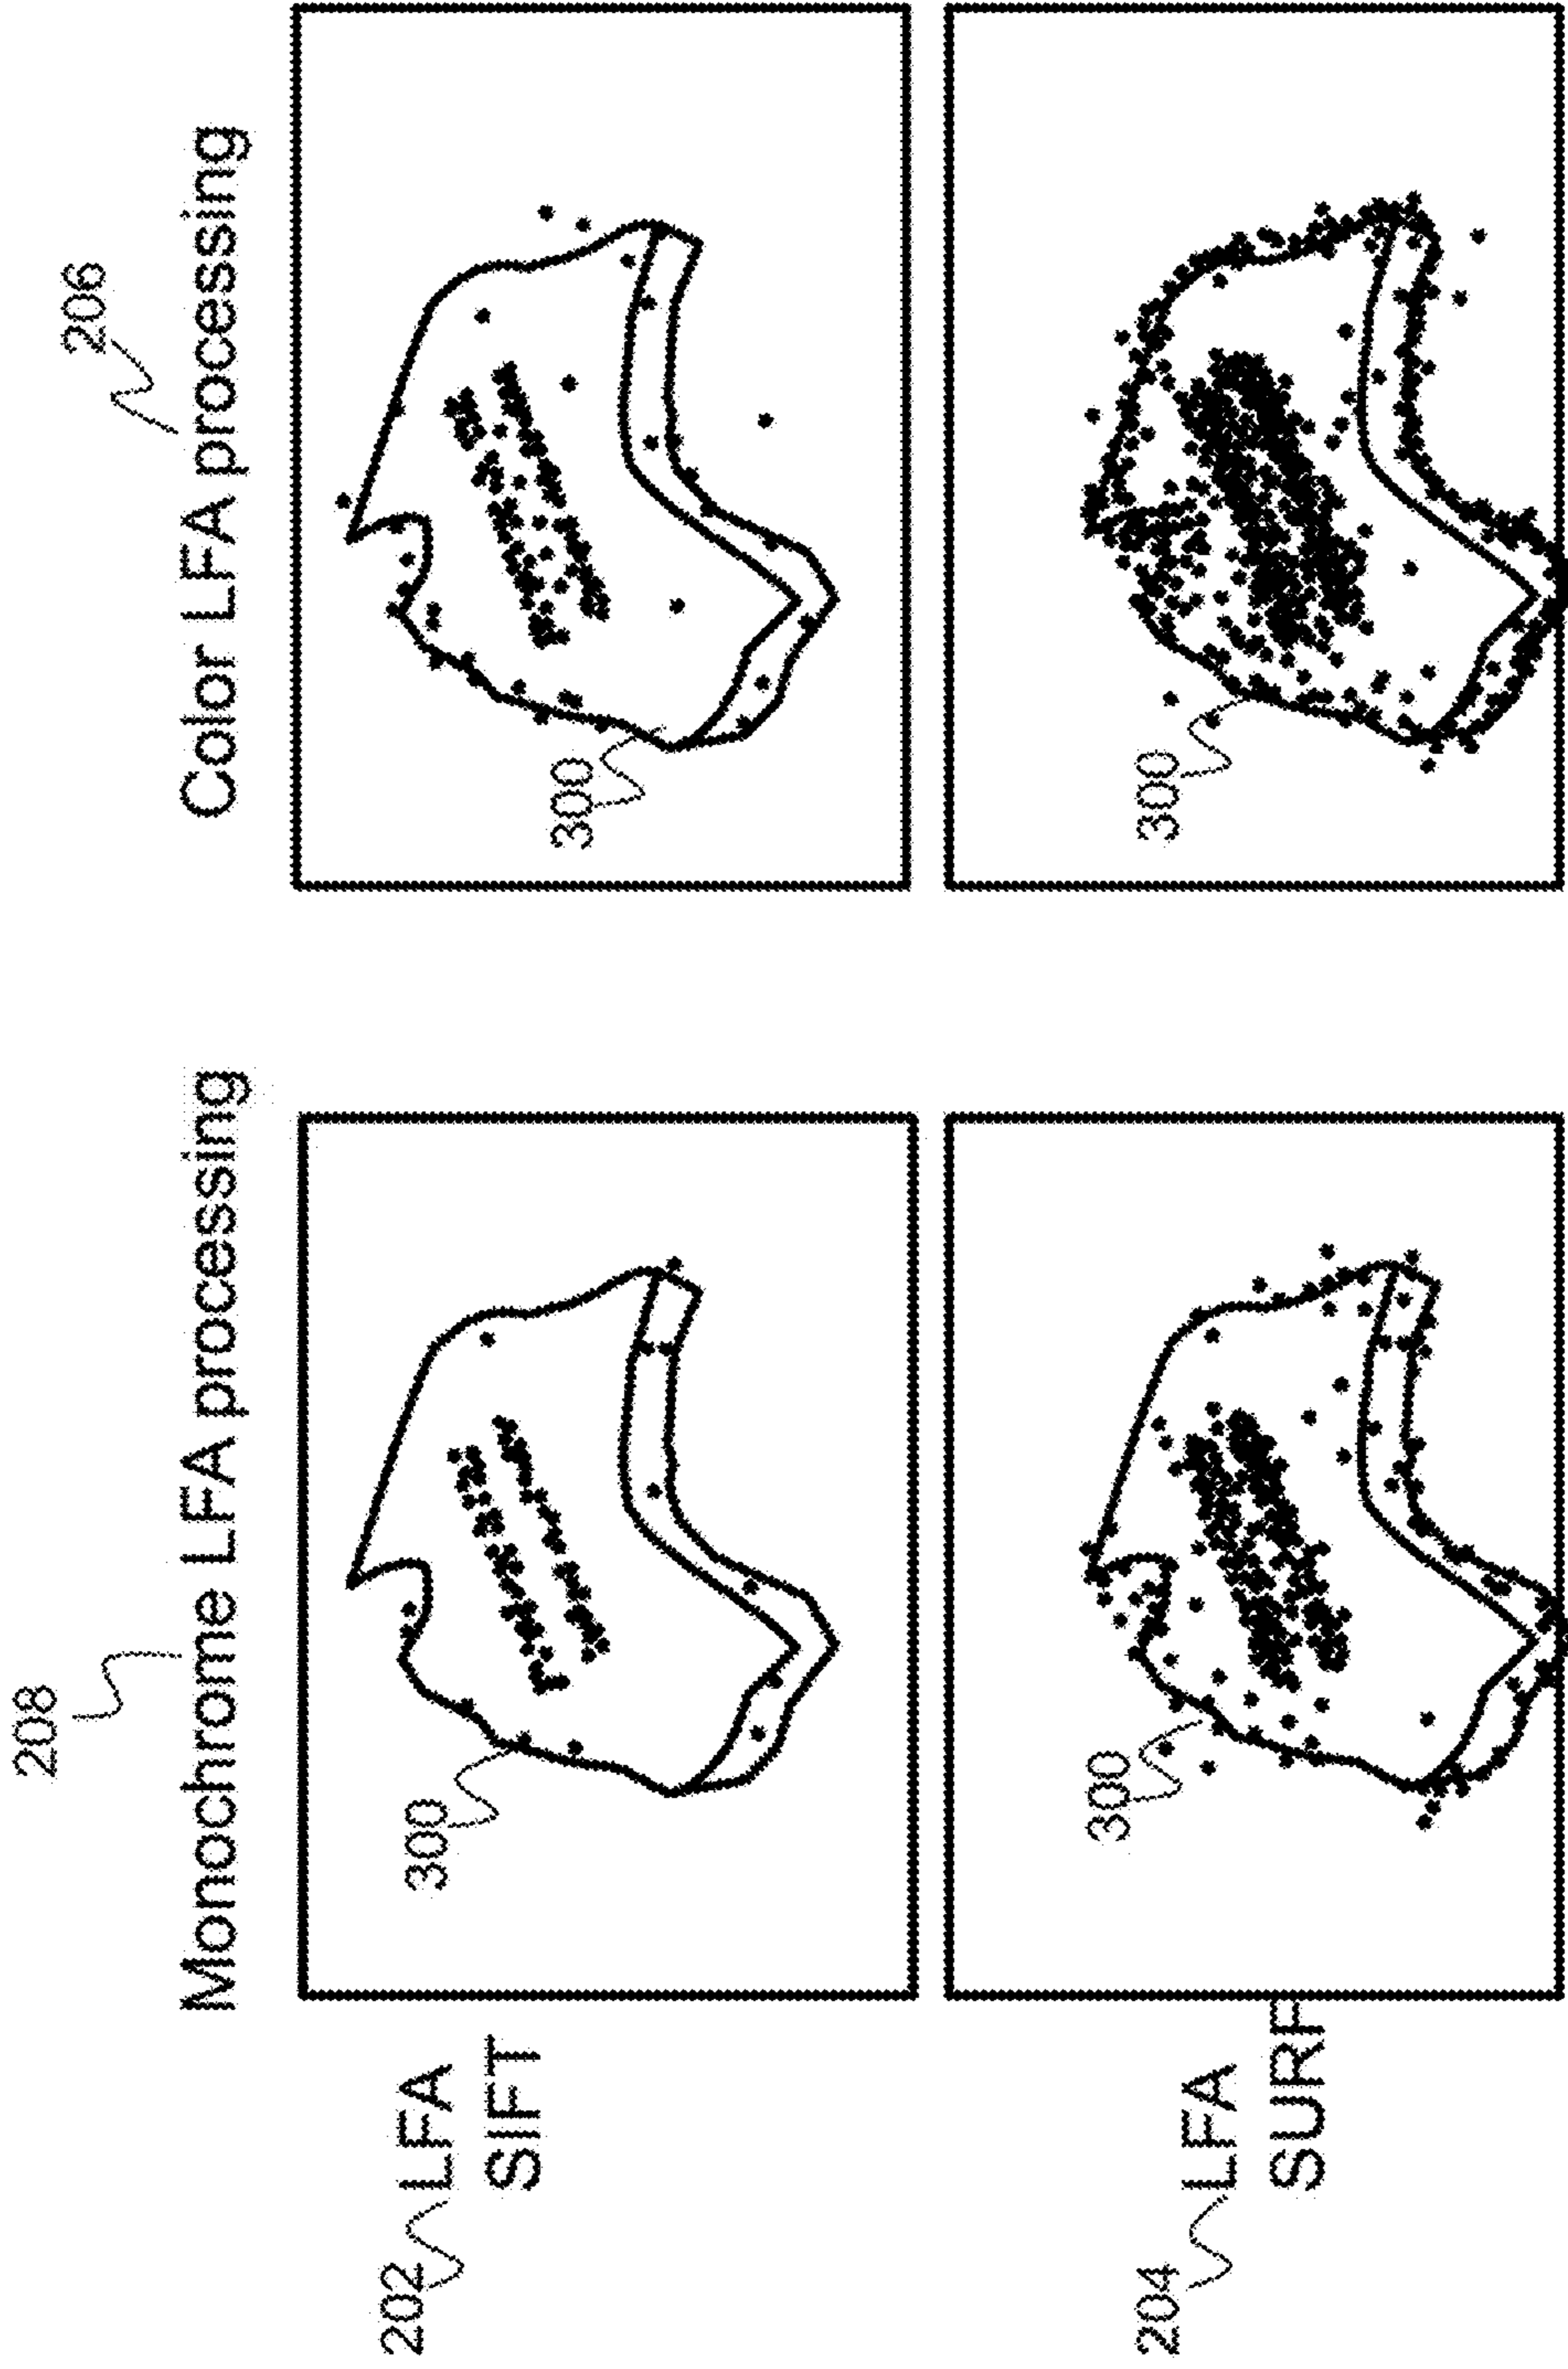 208
206
Monochrome LFA processing
Color LFA processing
202
LFA
SIFT
300
300
204
LFA
SURF
300
300